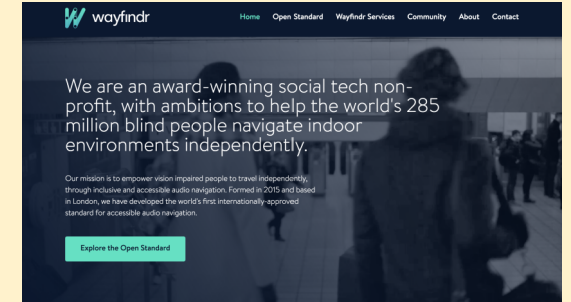 wayfindr
Home Open Standard Wayfindr Services Community About Contact
We are an award-winning social tech non-
profit, with ambitions to help the world's 285
million blind people navigate indoor
environments independently.
Our mission is to empower vision impaired people to travel independently,
through inclusive and accessible audio navigation. Formed in 2015 and based
in London, we have developed the world's first internationally-approved
standard for accessible audio navigation.
Explore the Open Standard